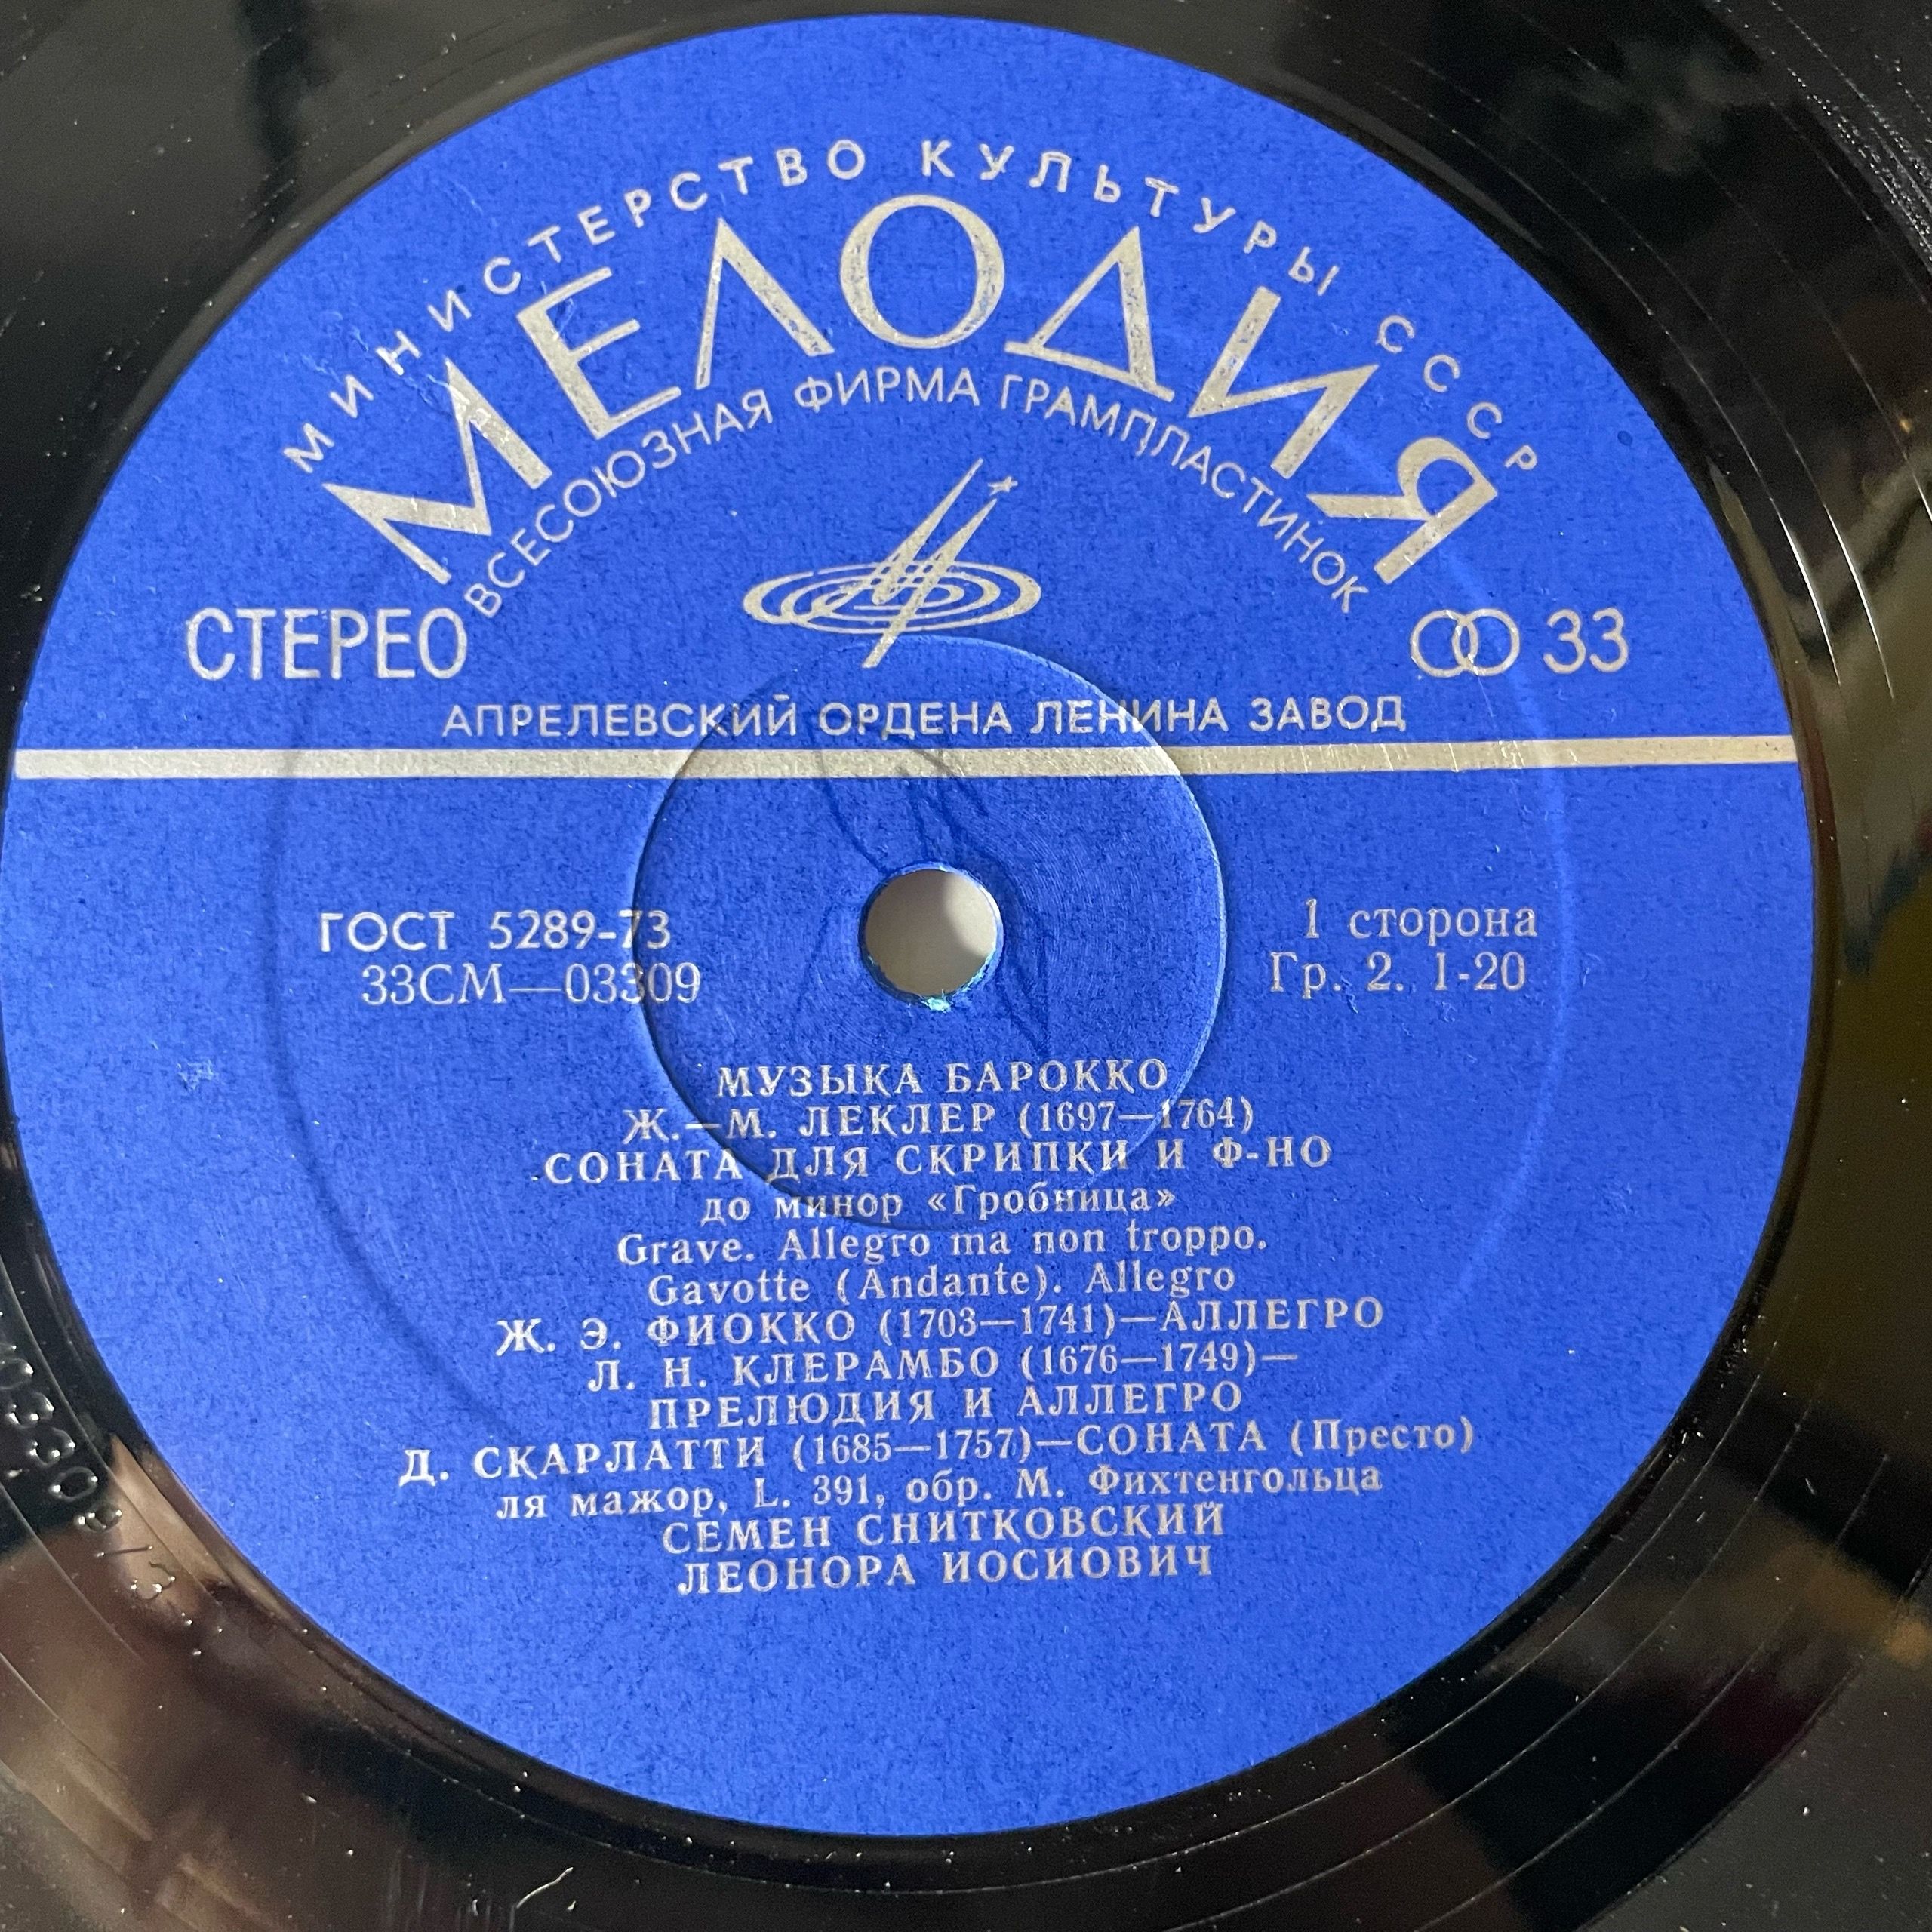 МИНИСТЕРСТВО КУЛЬТУРЫ СССР
МЕЛОДИЯ
ВСЕСОЮЗНАЯ ФИРМА ГРАМПЛАСТИНОК
СТЕРЕО
33
АПРЕЛЕВСКИЙ ОРДЕНА ЛЕНИНА ЗАВОД
ГОСТ 5289-73
33СМ—03309
1 сторона
Гр. 2. 1-20
МУЗЫКА БАРОККО
Ж.—М. ЛЕКЛЕР (1697—1764)
СОНАТА ДЛЯ СКРИПКИ И Ф-НО
до минор «Гробница»
Grave. Allegro ma non troppo.
Gavotte (Andante). Allegro
Ж. Э. ФИОККО (1703—1741)—АЛЛЕГРО
Л. Н. КЛЕРАМБО (1676—1749)—
ПРЕЛЮДИЯ И АЛЛЕГРО
Д. СКАРЛАТТИ (1685—1757)—СОНАТА (Престо)
ля мажор, L. 391, обр. М. Фихтенгольца
СЕМЕН СНИТКОВСКИЙ
ЛЕОНОРА ИОСИОВИЧ